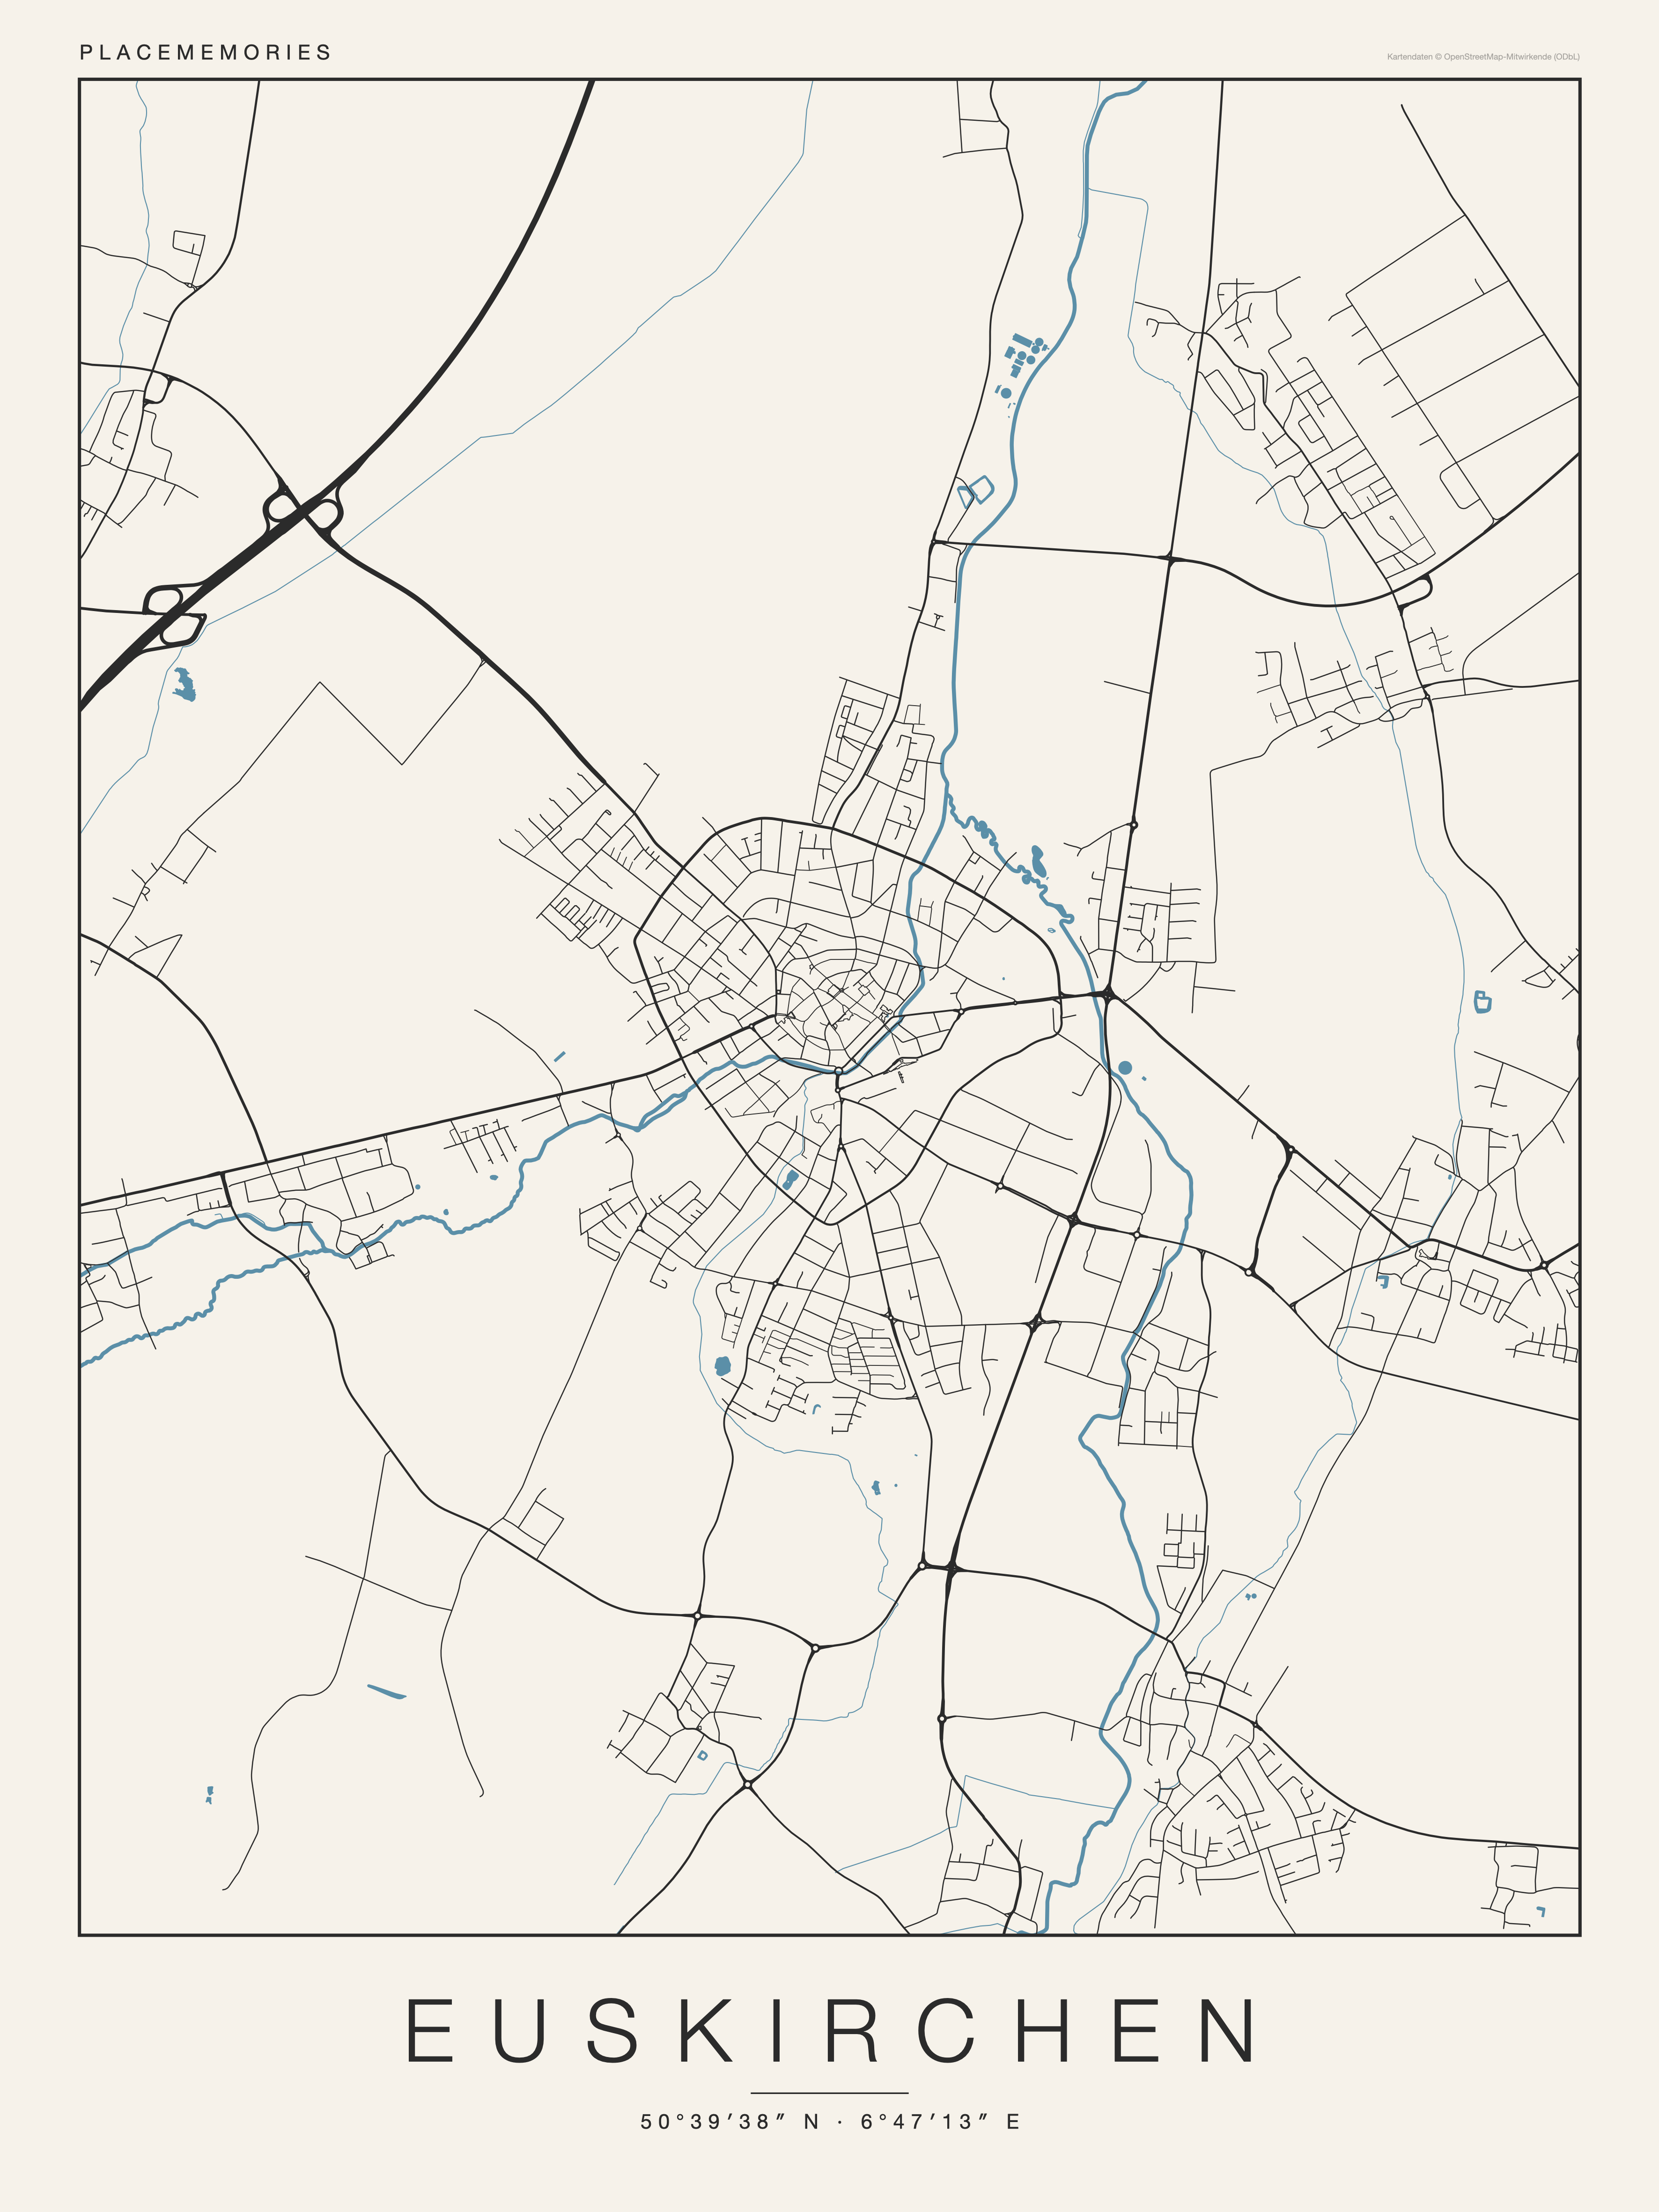 PLACEMEMORIES
Kartendaten © OpenStreetMap-Mitwirkende (ODbL)
EUSKIRCHEN
50°39′38″ N · 6°47′13″ E